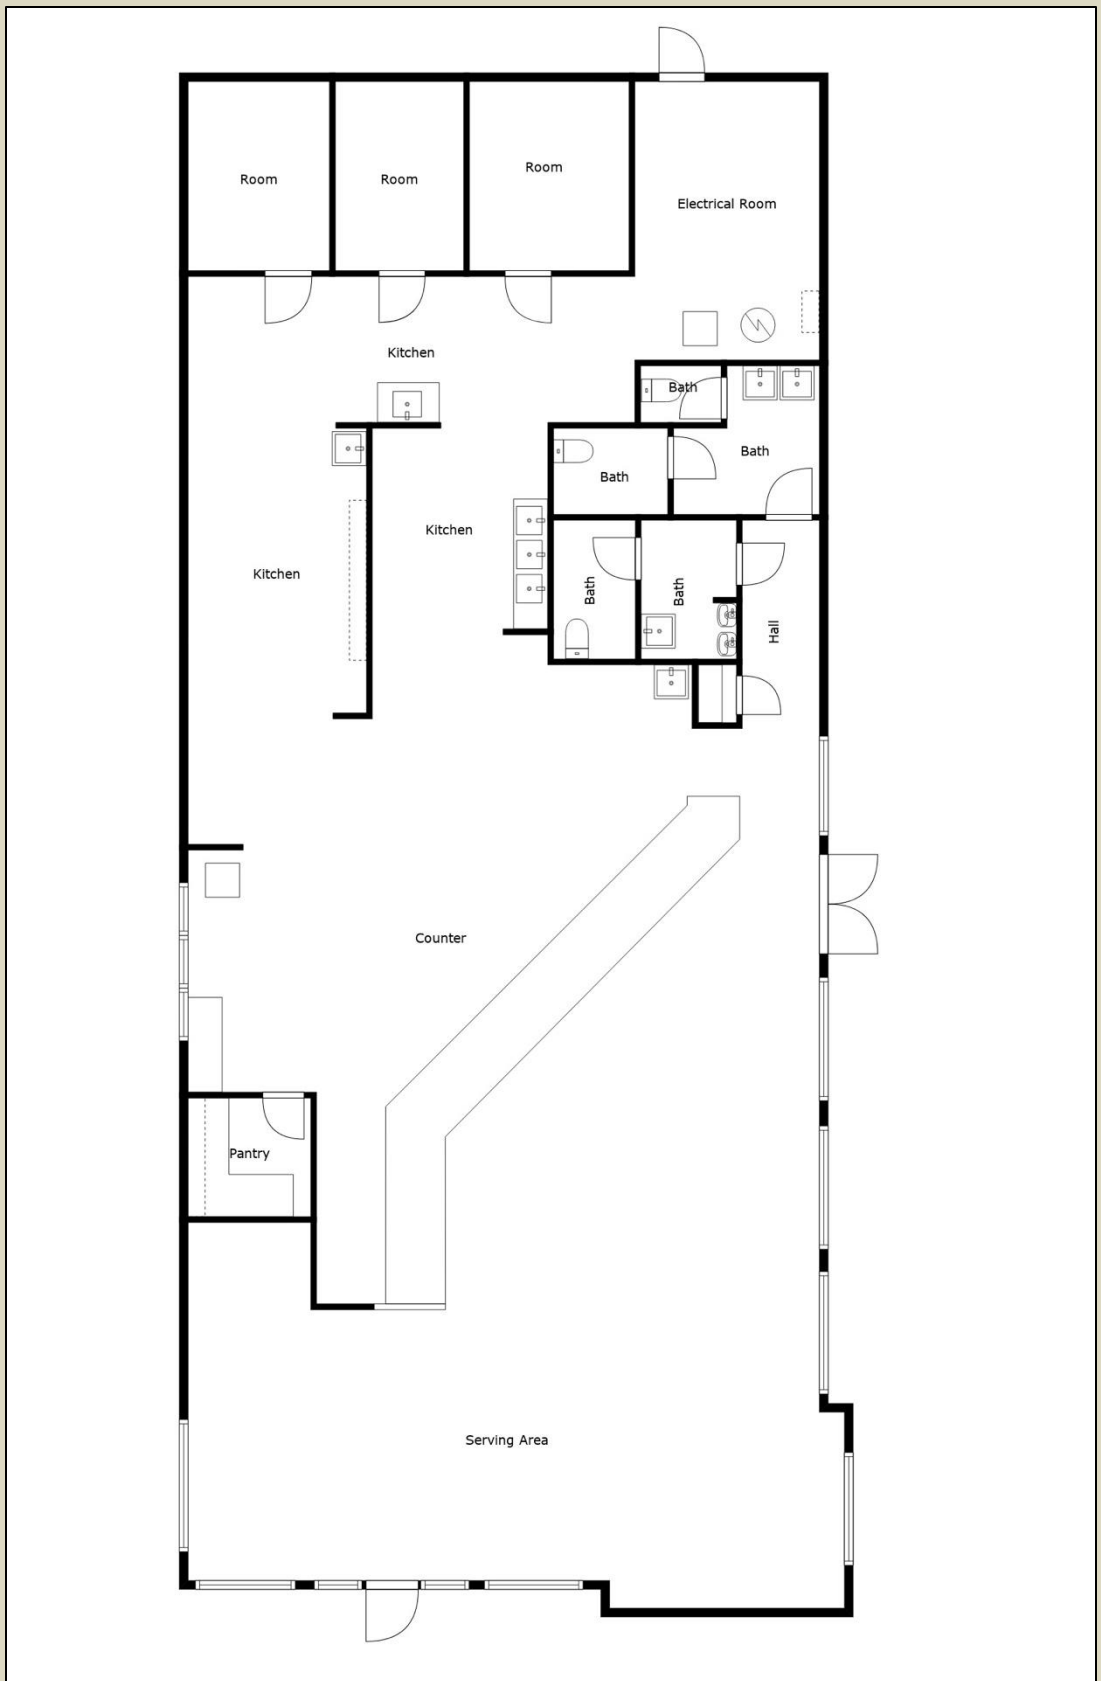 Room
Room
Room
Electrical Room
Kitchen
Bath
Bath
Bath
Kitchen
Kitchen
Bath
Bath
Hall
Counter
Pantry
Serving Area